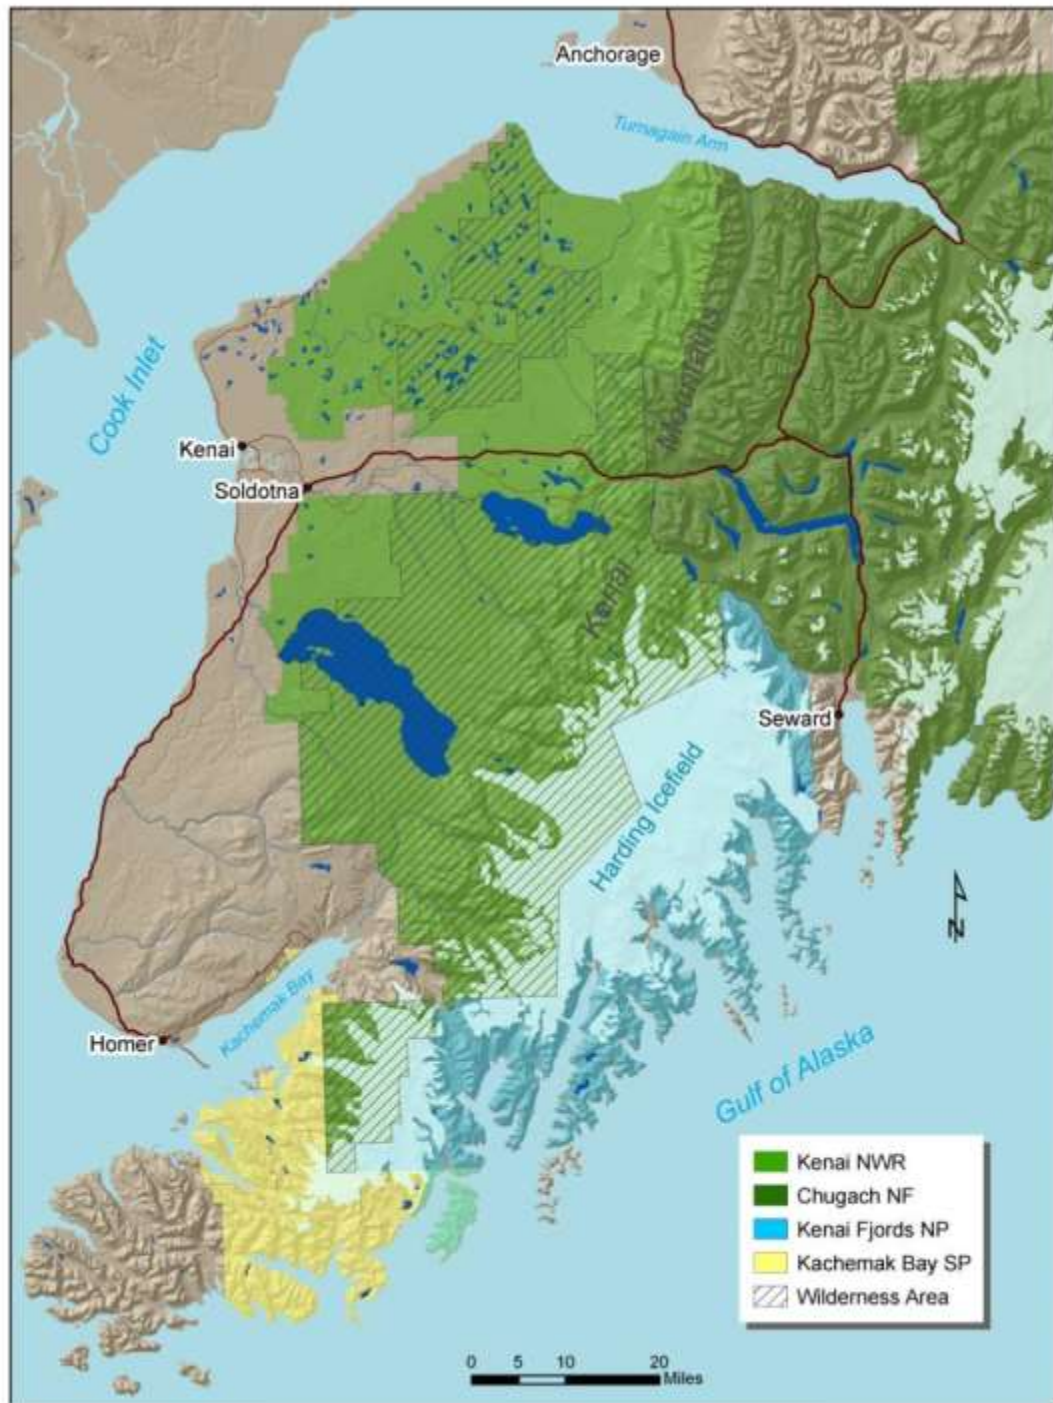 Anchorage
Turnagain Arm
Cook Inlet
Mountains
Kenai
Soldotna
Kenai
Seward
Harding Icefield
Kachemak Bay
Homer
Gulf of Alaska
N
Kenai NWR
Chugach NF
Kenai Fjords NP
Kachemak Bay SP
Wilderness Area
0 5 10 20
Miles